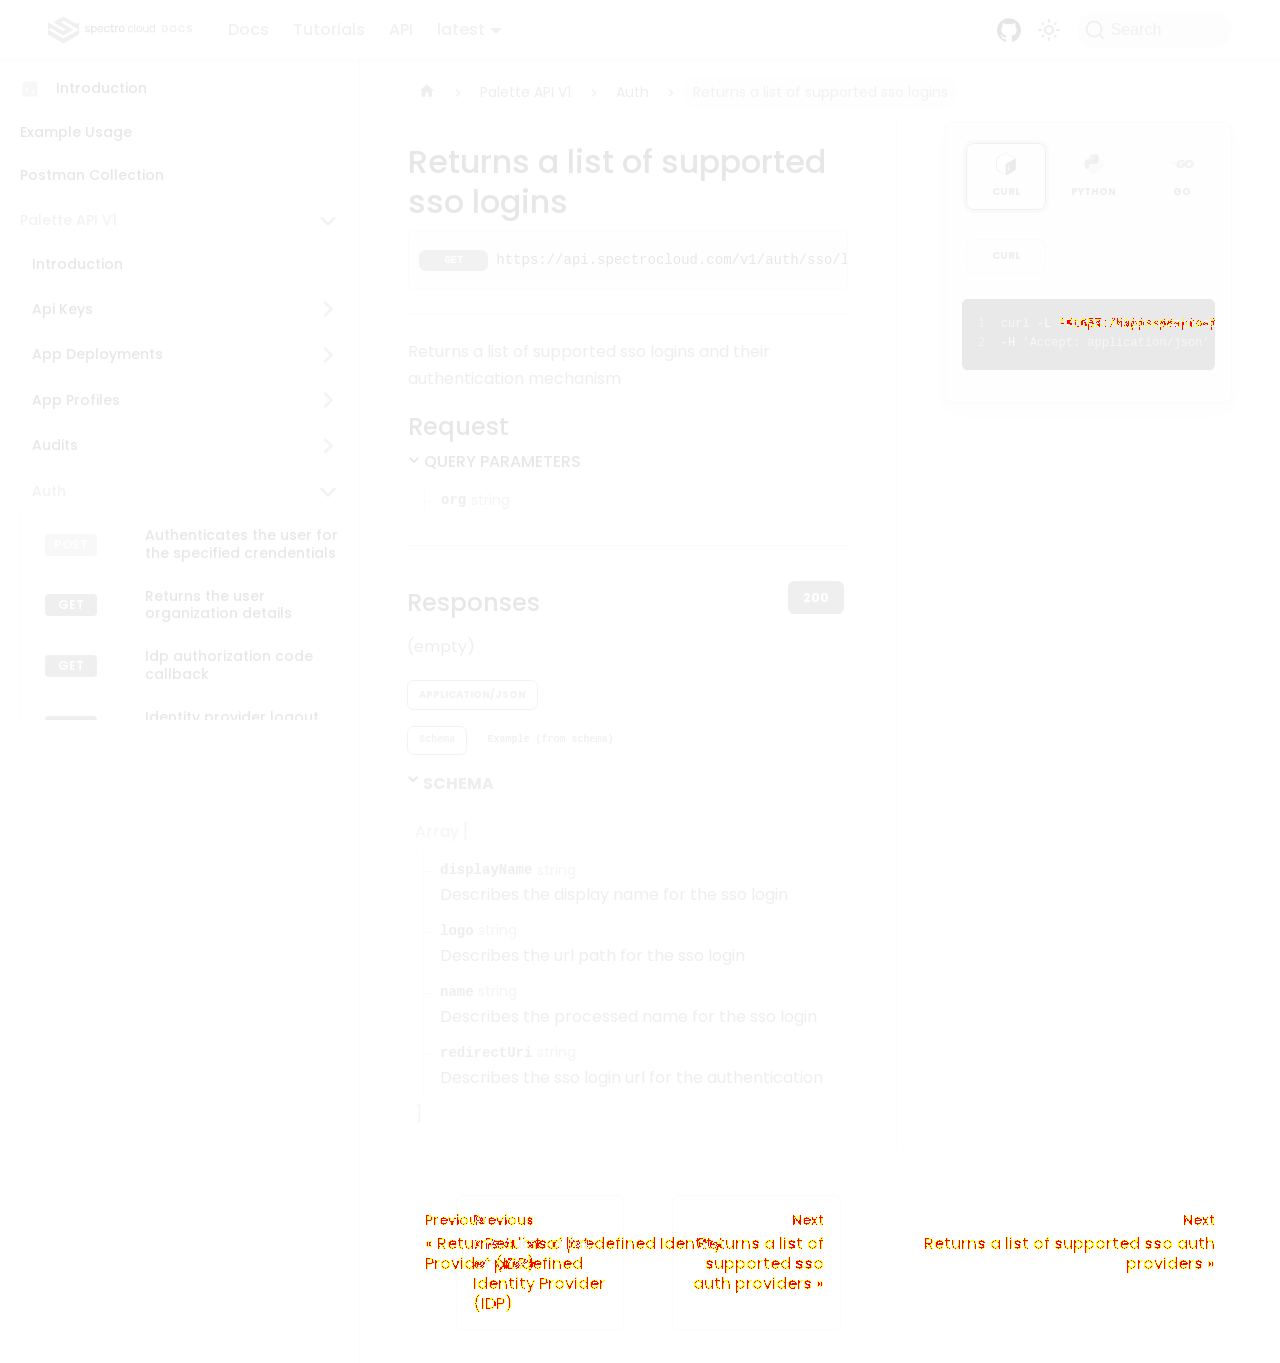 spectro cloud DOCS Docs Tutorials API latest Search
Introduction
Example Usage
Postman Collection
Palette API V1
Introduction
Api Keys
App Deployments
App Profiles
Audits
Auth
POST Authenticates the user for
the specified crendentials
GET Returns the user
organization details
GET Idp authorization code
callback
Identity provider logout
Palette API V1 Auth Returns a list of supported sso logins
Returns a list of supported
sso logins
GET https://api.spectrocloud.com/v1/auth/sso/l
Returns a list of supported sso logins and their
authentication mechanism
Request
QUERY PARAMETERS
org string
Responses
200
(empty)
APPLICATION/JSON
Schema Example (from schema)
SCHEMA
Array [
displayName string
Describes the display name for the sso login
logo string
Describes the url path for the sso login
name string
Describes the processed name for the sso login
redirectUri string
Describes the sso login url for the authentication
]
CURL PYTHON GO
CURL
1 curl -L
2 -H 'Accept: application/json'
Previous
Previous
Identity Provider
(IDP)
Next
Returns a list of
supported sso
auth providers »
Next
Returns a list of supported sso auth
providers »